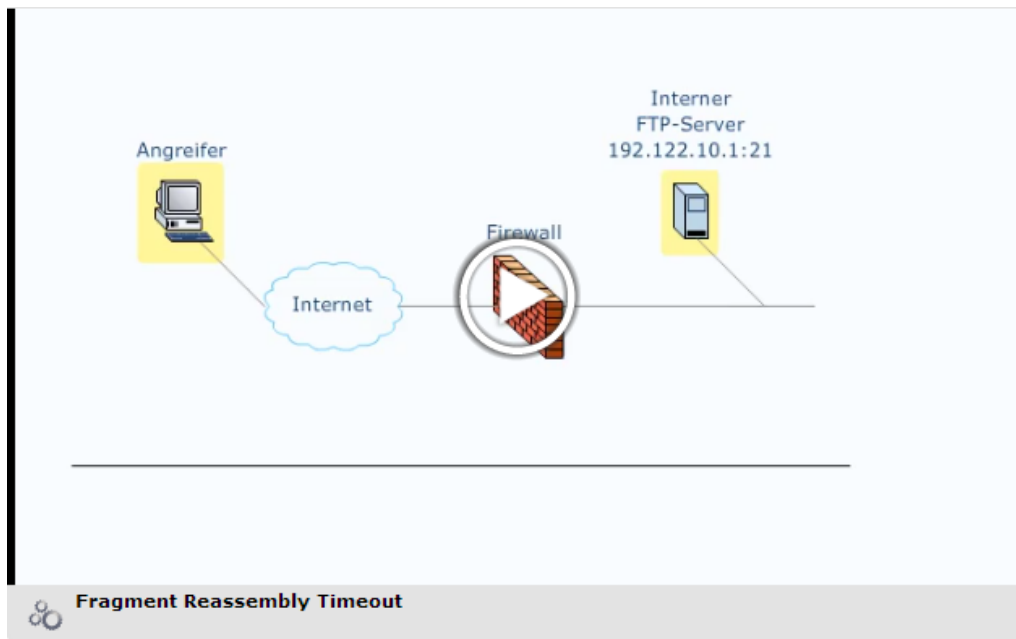 Interner
FTP-Server
192.122.10.1:21
Angreifer
Firewall
Internet
Fragment Reassembly Timeout